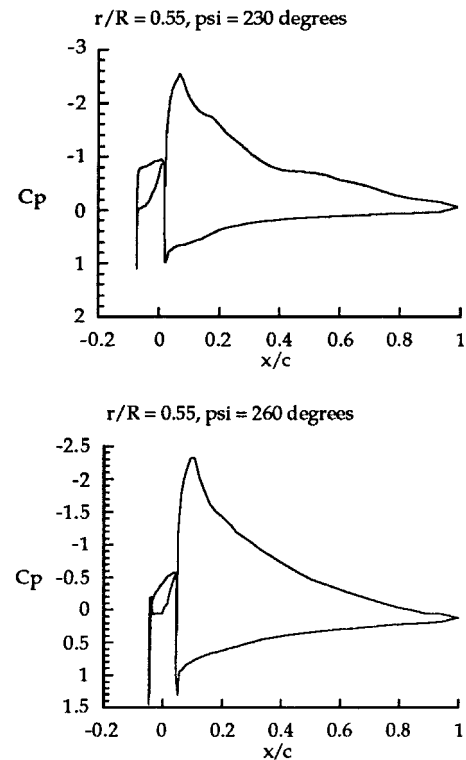 r/R = 0.55, psi = 230 degrees
-3
-2
-1
Cp
0
1
2
-0.2 0 0.2 0.4 0.6 0.8 1
x/c
r/R = 0.55, psi = 260 degrees
-2.5
-2
-1.5
-1
Cp -0.5
0
0.5
1
1.5
-0.2 0 0.2 0.4 0.6 0.8 1
x/c